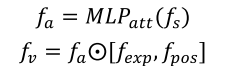 f_a = MLP_att(f_s)
f_v = f_a⊙[f_exp, f_pos]